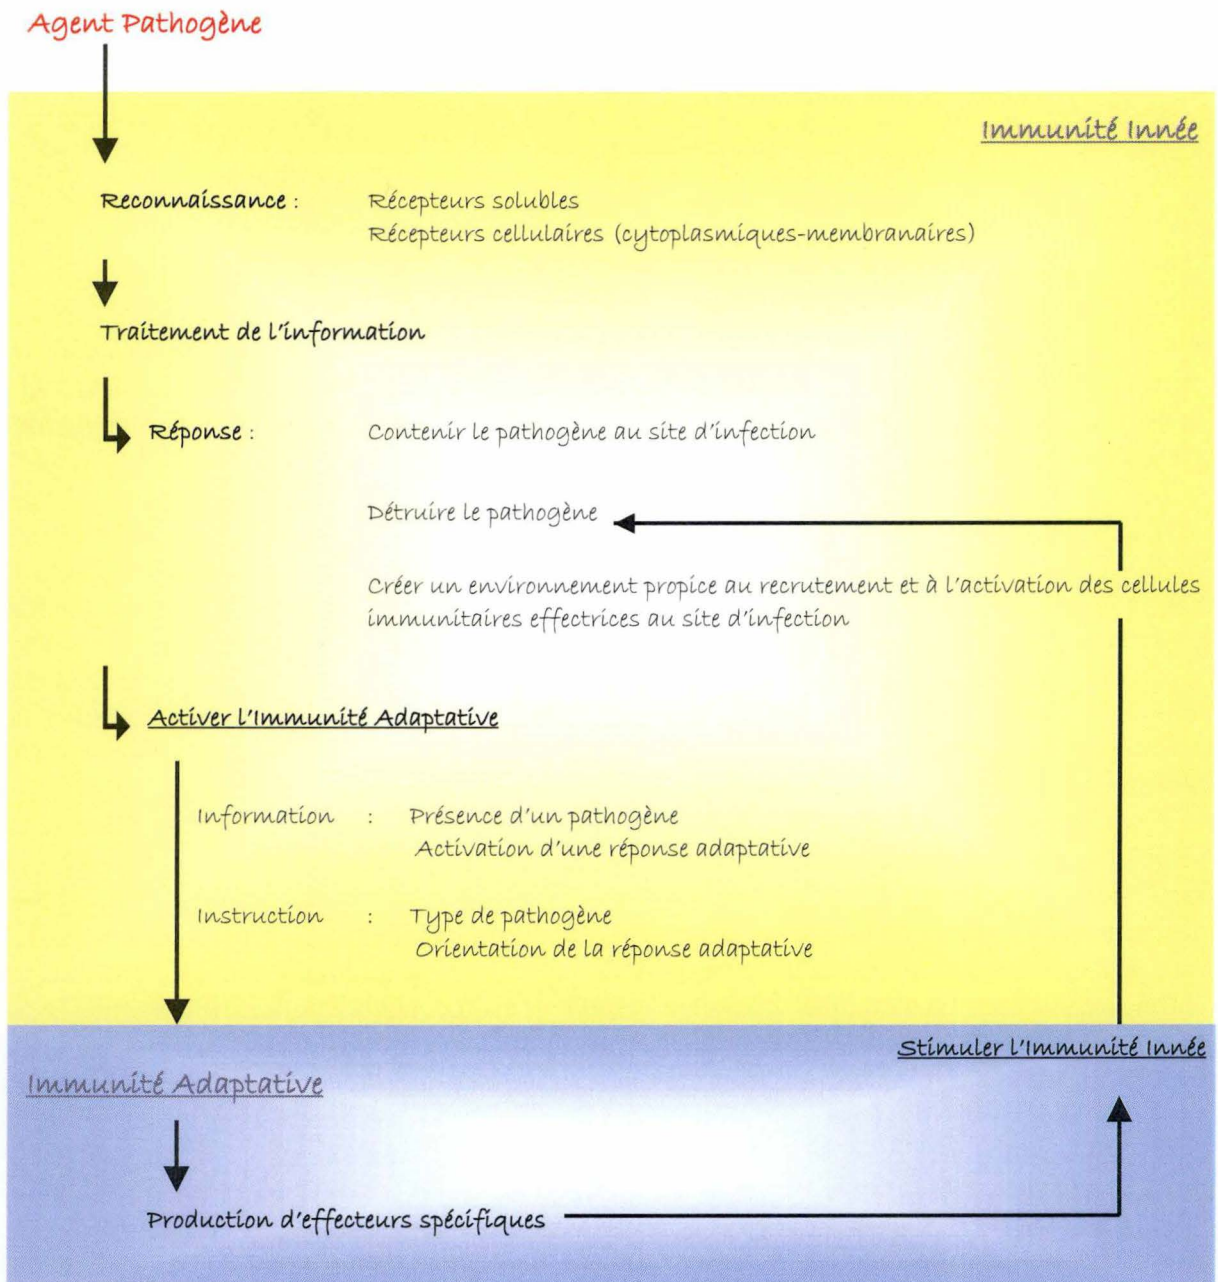 Agent Pathogène
Immunité Innée
Reconnaissance : Récepteurs solubles
Récepteurs cellulaires (cytoplasmiques-membranaires)
Traitement de l'information
Réponse : Contenir le pathogène au site d'infection
Détruire le pathogène
Créer un environnement propice au recrutement et à l'activation des cellules
immunitaires effectrices au site d'infection
Activer l'Immunité Adaptative
Information : Présence d'un pathogène
Activation d'une réponse adaptative
Instruction : Type de pathogène
Orientation de la réponse adaptative
Stimuler l'Immunité Innée
Immunité Adaptative
Production d'effecteurs spécifiques